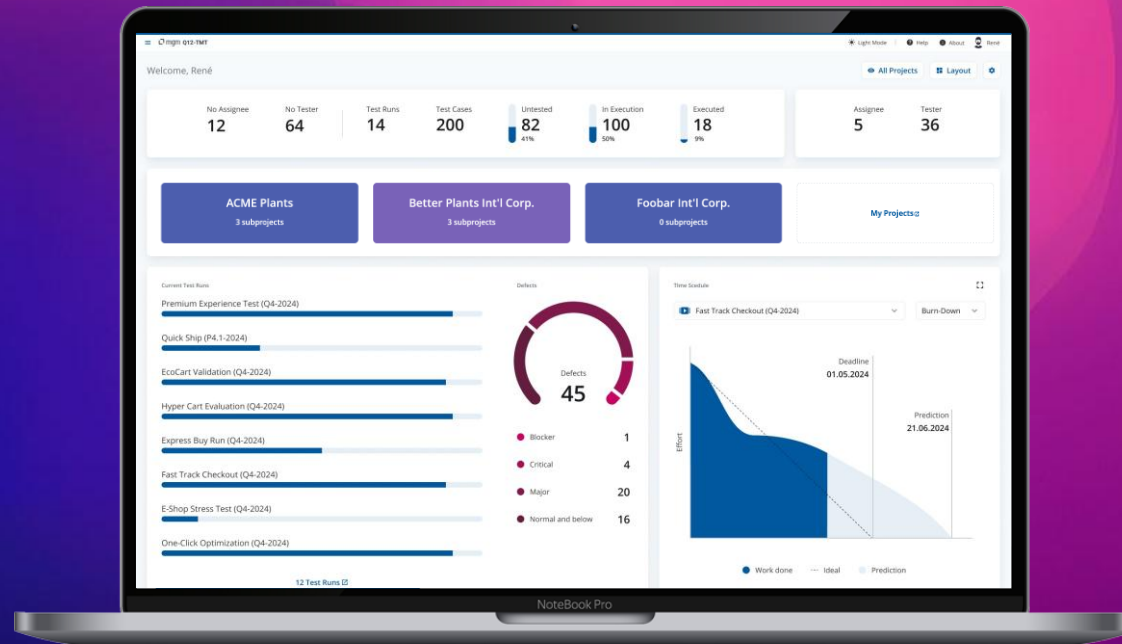 mgm Q12-TMT
Light Mode
Help
About
René
Welcome, René
All Projects
Layout
No Assignee
12
No Tester
64
Test Runs
14
Test Cases
200
Untested
82
41%
In Execution
100
50%
Executed
18
9%
Assignee
5
Tester
36
ACME Plants
3 subprojects
Better Plants Int'l Corp.
3 subprojects
Foobar Int'l Corp.
0 subprojects
My Projects
Current Test Runs
Premium Experience Test (Q4-2024)
Quick Ship (P4.1-2024)
EcoCart Validation (Q4-2024)
Hyper Cart Evaluation (Q4-2024)
Express Buy Run (Q4-2024)
Fast Track Checkout (Q4-2024)
E-Shop Stress Test (Q4-2024)
One-Click Optimization (Q4-2024)
12 Test Runs
Defects
Defects
45
Blocker 1
Critical 4
Major 20
Normal and below 16
Time Scedule
Fast Track Checkout (Q4-2024)
Burn-Down
Deadline
01.05.2024
Prediction
21.06.2024
Effort
Work done
Ideal
Prediction
NoteBook Pro